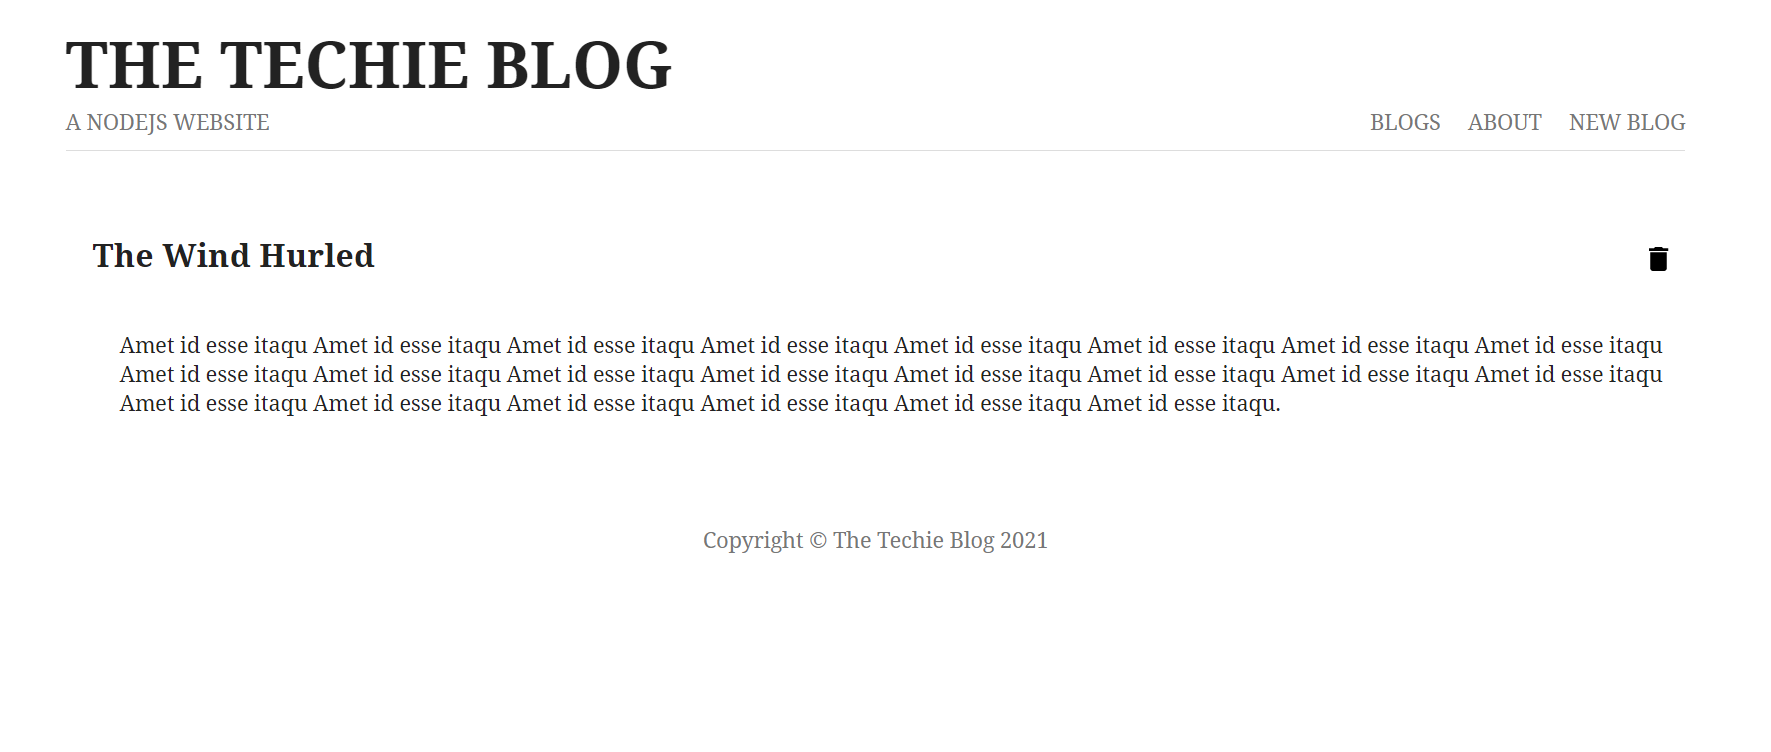 THE TECHIE BLOG
A NODEJS WEBSITE
BLOGS ABOUT NEW BLOG
The Wind Hurled
Amet id esse itaqu Amet id esse itaqu Amet id esse itaqu Amet id esse itaqu Amet id esse itaqu Amet id esse itaqu Amet id esse itaqu Amet id esse itaqu
Amet id esse itaqu Amet id esse itaqu Amet id esse itaqu Amet id esse itaqu Amet id esse itaqu Amet id esse itaqu Amet id esse itaqu Amet id esse itaqu
Amet id esse itaqu Amet id esse itaqu Amet id esse itaqu Amet id esse itaqu Amet id esse itaqu Amet id esse itaqu.
Copyright © The Techie Blog 2021